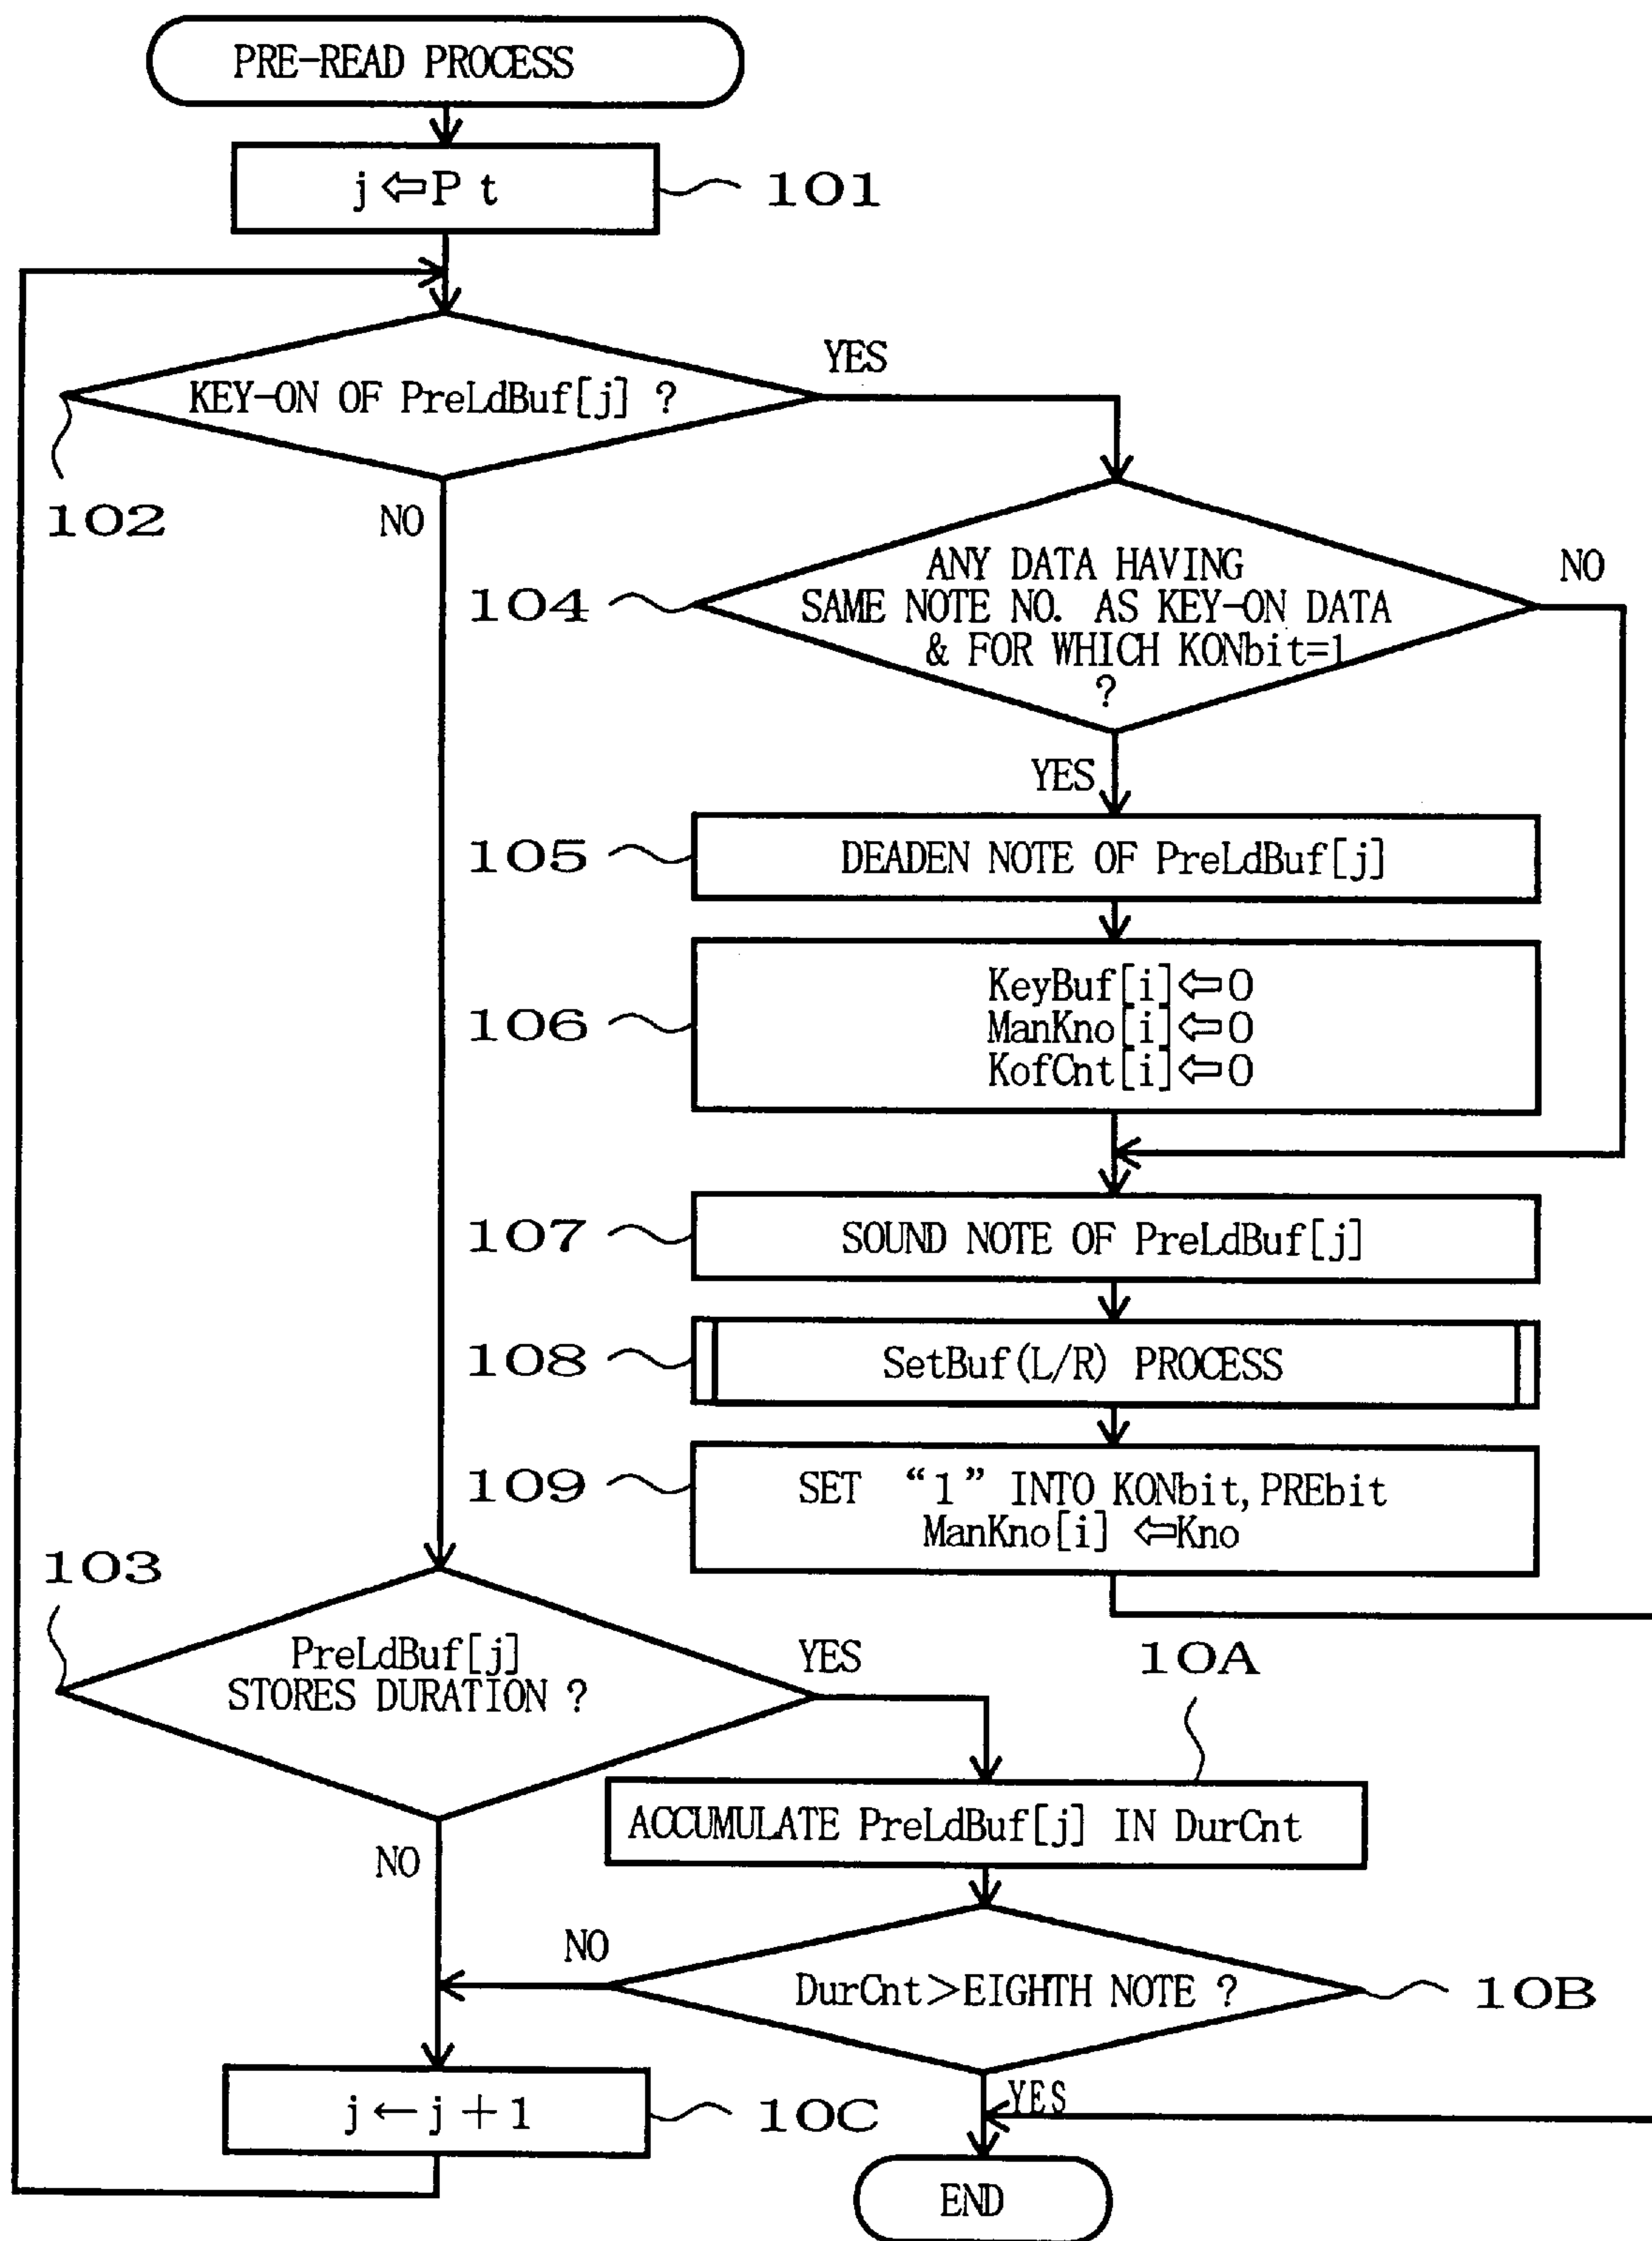 PRE-READ PROCESS
j⇦Pt
101
KEY-ON OF PreLdBuf[j] ?
YES
102
NO
ANY DATA HAVING
SAME NOTE NO. AS KEY-ON DATA
& FOR WHICH KONbit=1
?
NO
104
YES
105
DEADEN NOTE OF PreLdBuf[j]
106
KeyBuf[i]⇦0
ManKno[i]⇦0
KofCnt[i]⇦0
107
SOUND NOTE OF PreLdBuf[j]
108
SetBuf(L/R) PROCESS
109
SET “1” INTO KONbit, PREbit
ManKno[i] ⇦Kno
103
PreLdBuf[j]
STORES DURATION ?
YES
10A
ACCUMULATE PreLdBuf[j] IN DurCnt
NO
NO
DurCnt>EIGHTH NOTE ?
10B
YES
j←j+1
10C
END